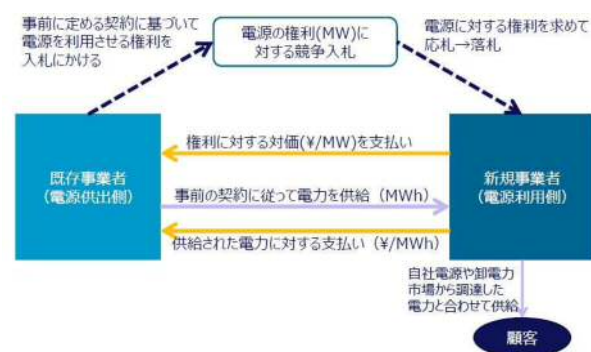 事前に定める契約に基づいて
電源を利用させる権利を
入札にかける
電源の権利(MW)に
対する競争入札
電源に対する権利を求めて
応札→落札
既存事業者
(電源供出側)
権利に対する対価(¥/MW)を支払い
事前の契約に従って電力を供給（MWh）
供給された電力に対する支払い（¥/MWh）
新規事業者
(電源利用側)
自社電源や卸電力
市場から調達した
電力と合わせて供給
顧客